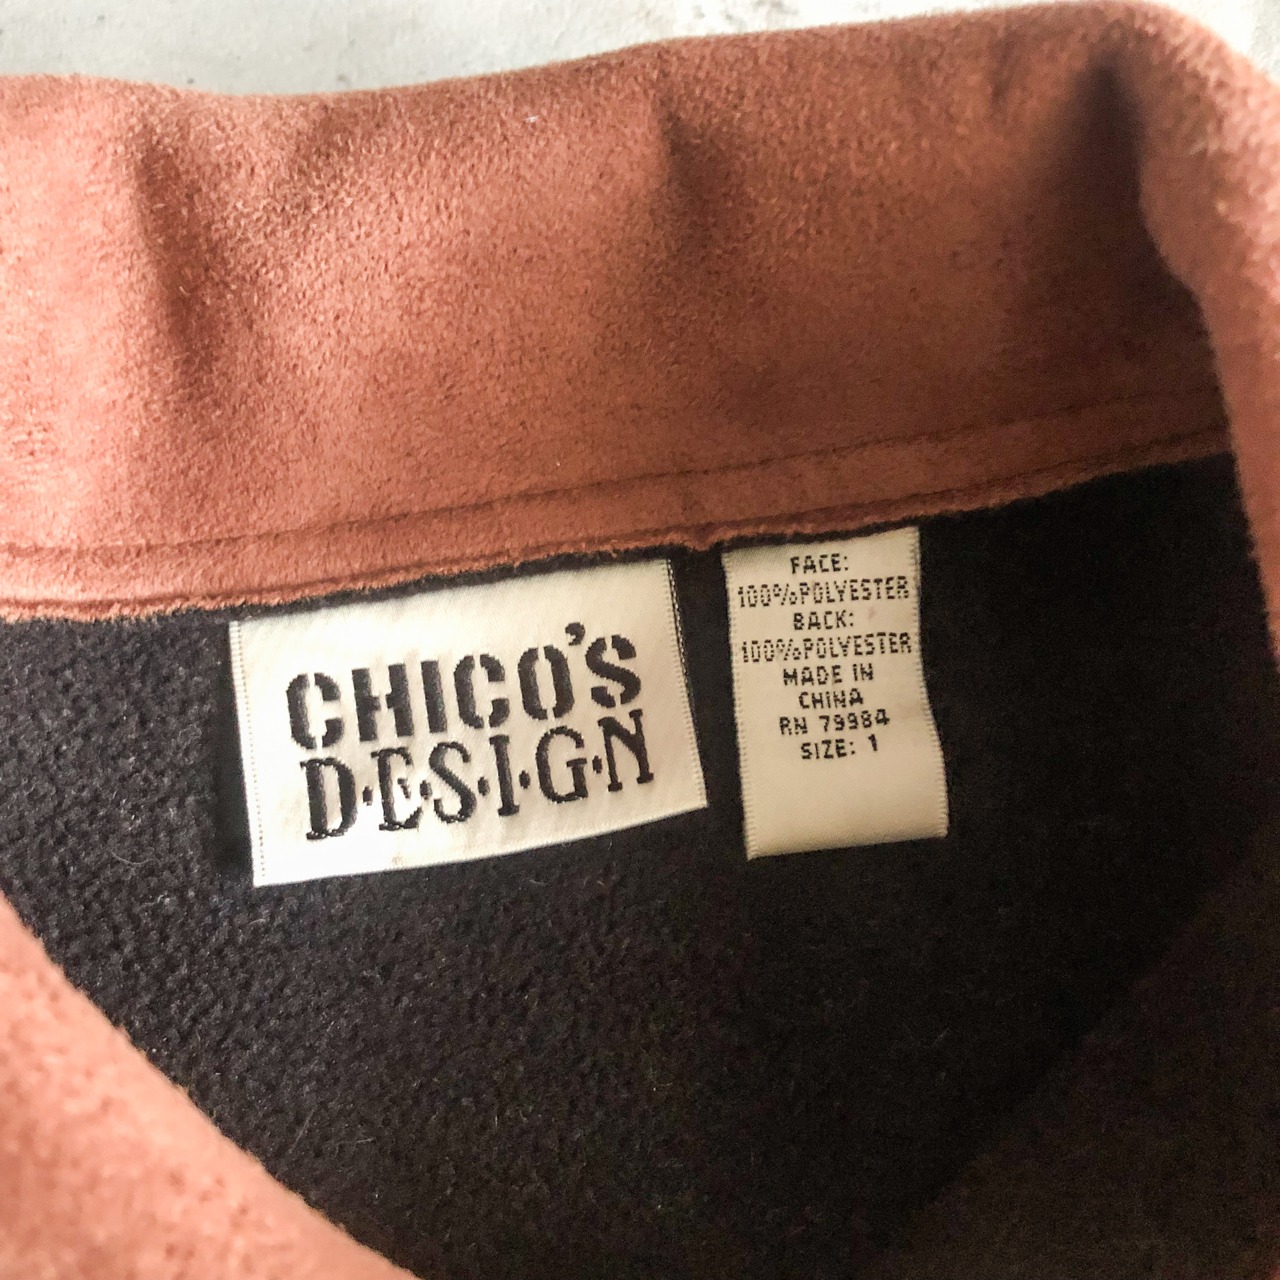 CHICO'S
D·E·S·I·G·N
FACE:
100%POLYESTER
BACK:
100%POLYESTER
MADE IN
CHINA
RN 79984
SIZE: 1